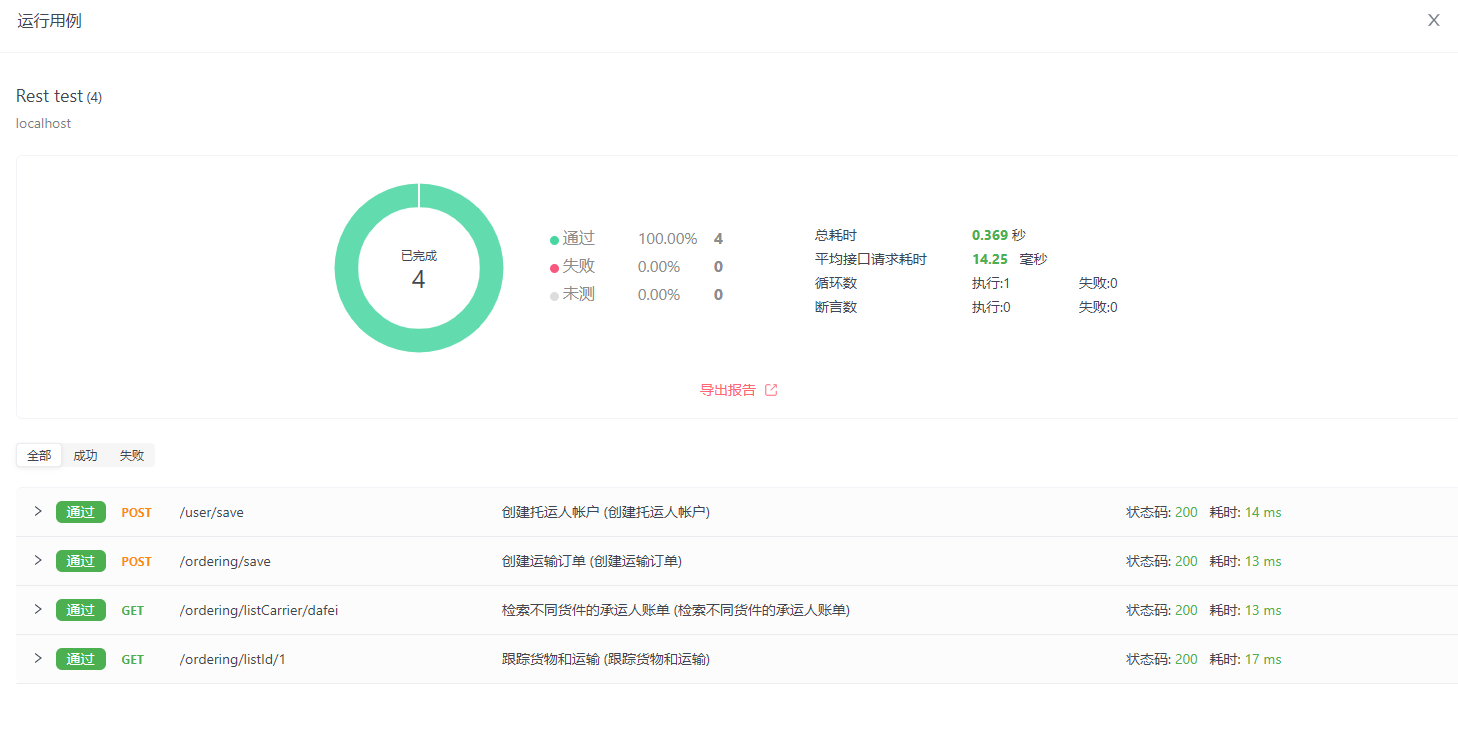 运行用例 X
Rest test (4)
localhost
已完成
4
通过 100.00% 4
失败 0.00% 0
未测 0.00% 0
总耗时 0.369 秒
平均接口请求耗时 14.25 毫秒
循环数 执行:1 失败:0
断言数 执行:0 失败:0
导出报告
全部 成功 失败
通过 POST /user/save 创建托运人帐户 (创建托运人帐户) 状态码: 200 耗时: 14 ms
通过 POST /ordering/save 创建运输订单 (创建运输订单) 状态码: 200 耗时: 13 ms
通过 GET /ordering/listCarrier/dafei 检索不同货件的承运人账单 (检索不同货件的承运人账单) 状态码: 200 耗时: 13 ms
通过 GET /ordering/listId/1 跟踪货物和运输 (跟踪货物和运输) 状态码: 200 耗时: 17 ms